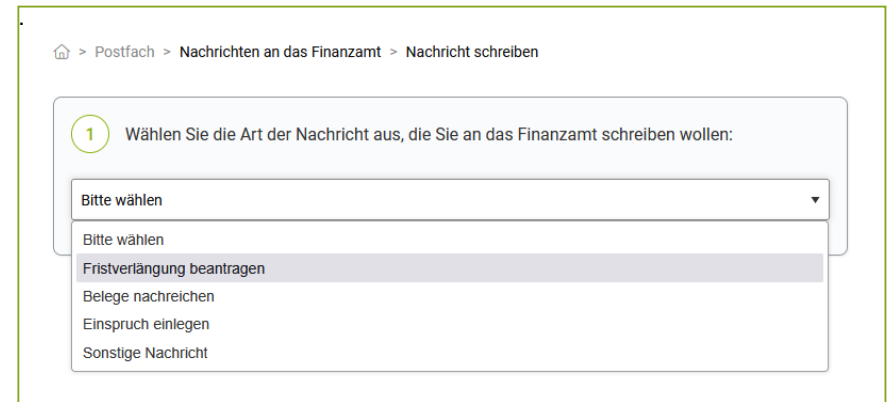 .
> Postfach > Nachrichten an das Finanzamt > Nachricht schreiben
1 Wählen Sie die Art der Nachricht aus, die Sie an das Finanzamt schreiben wollen:
Bitte wählen
Bitte wählen
Fristverlängung beantragen
Belege nachreichen
Einspruch einlegen
Sonstige Nachricht